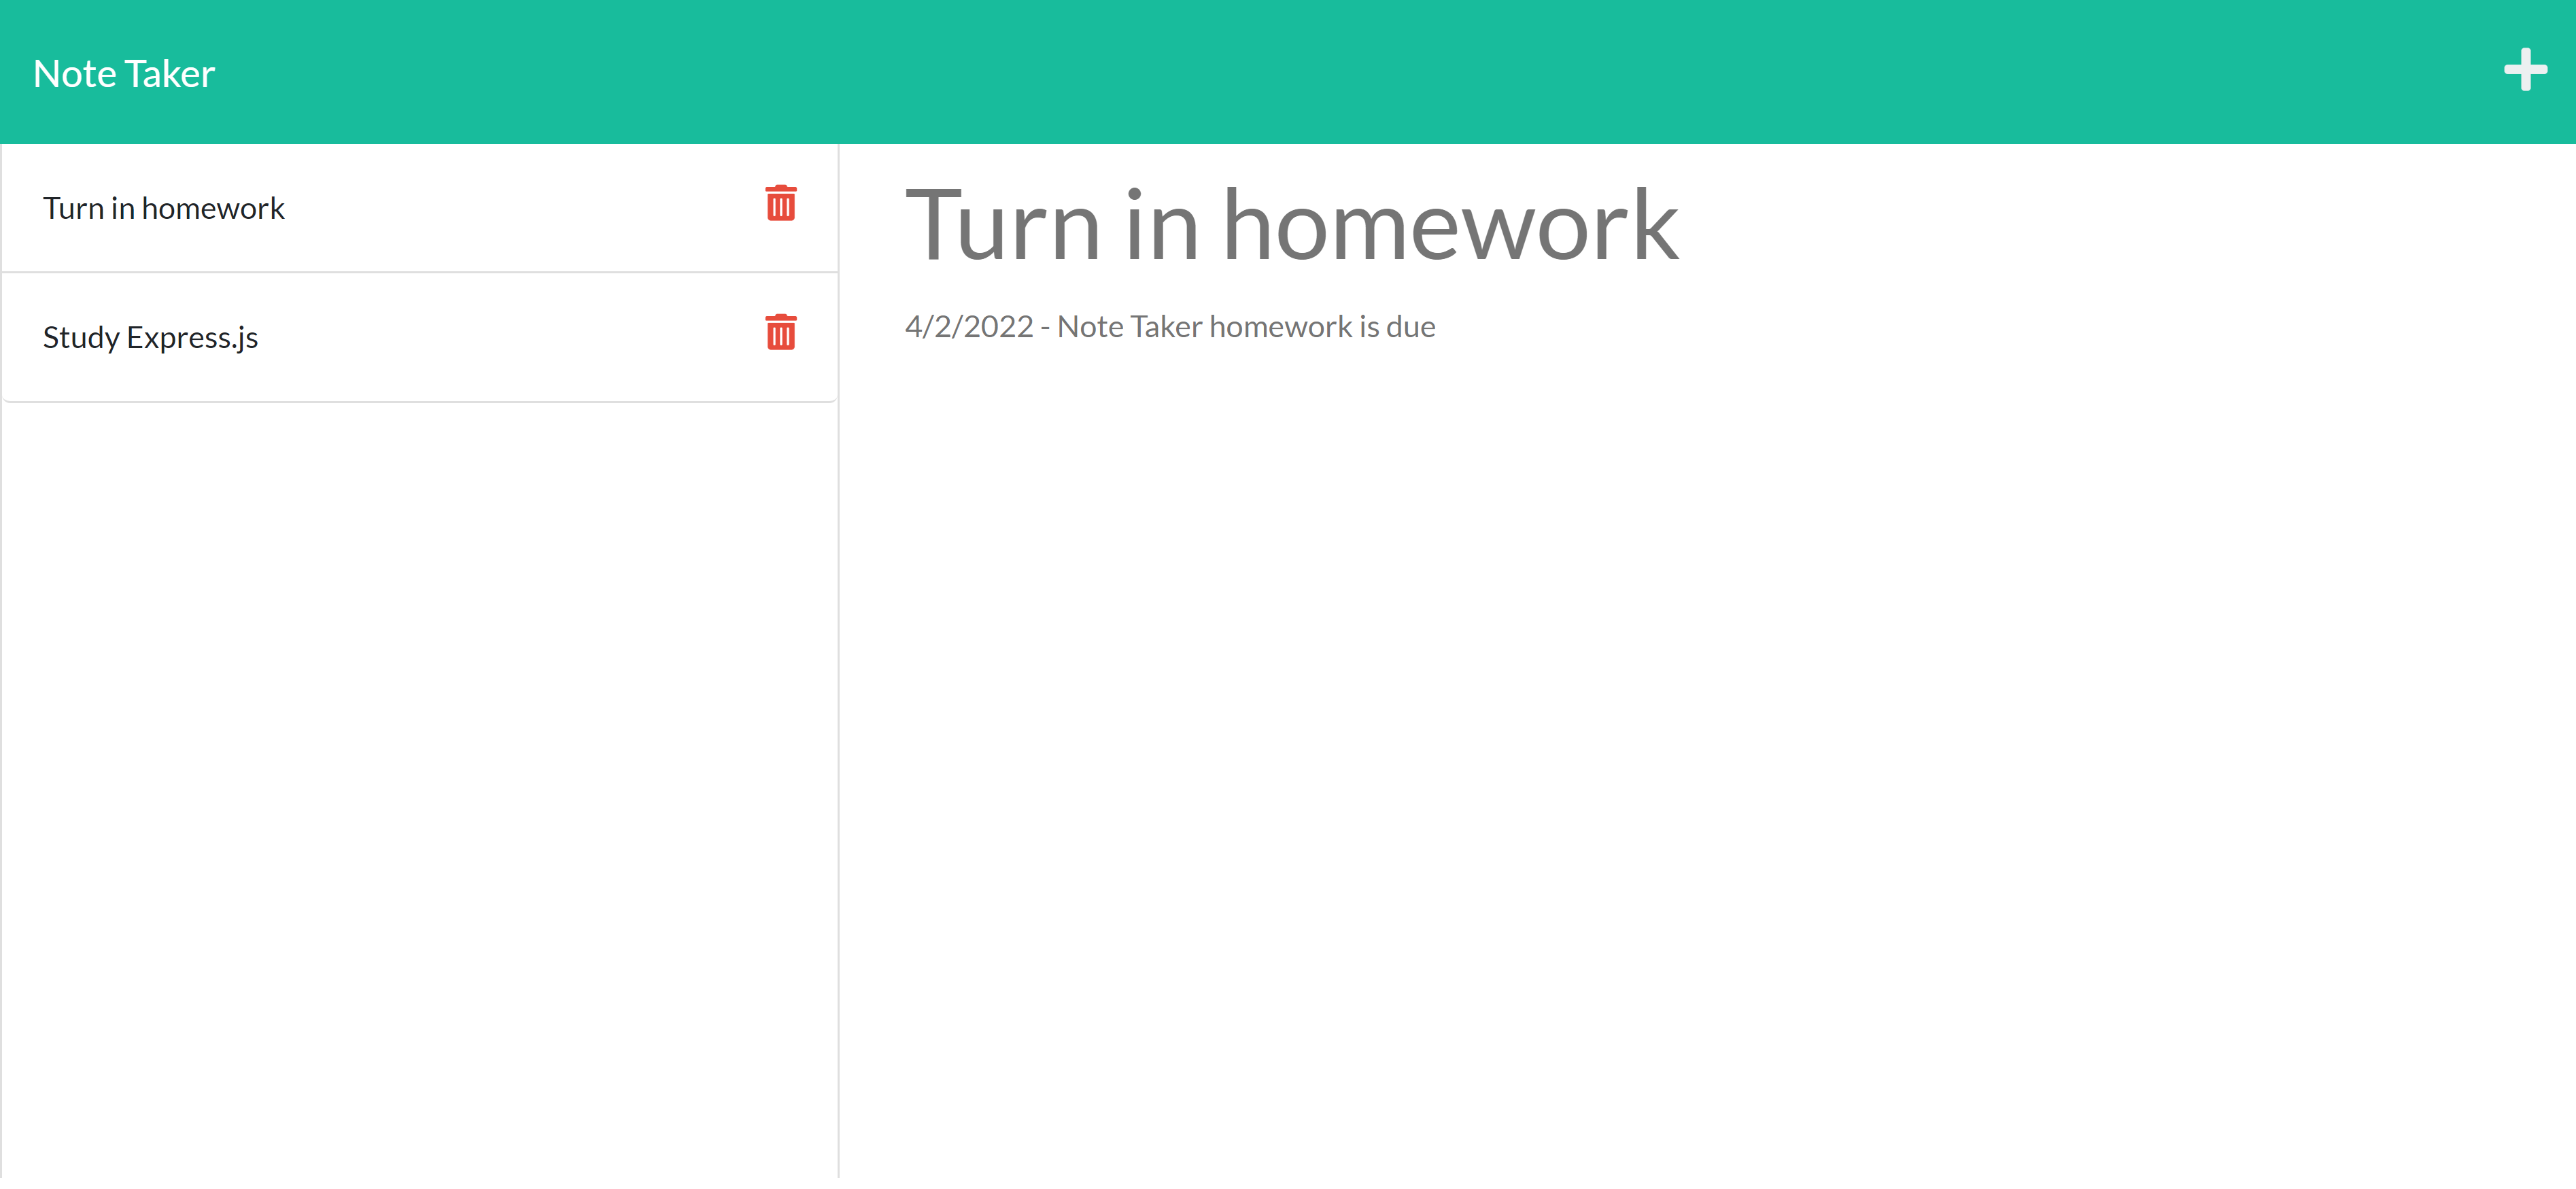 Note Taker
Turn in homework
Study Express.js
Turn in homework
4/2/2022 - Note Taker homework is due